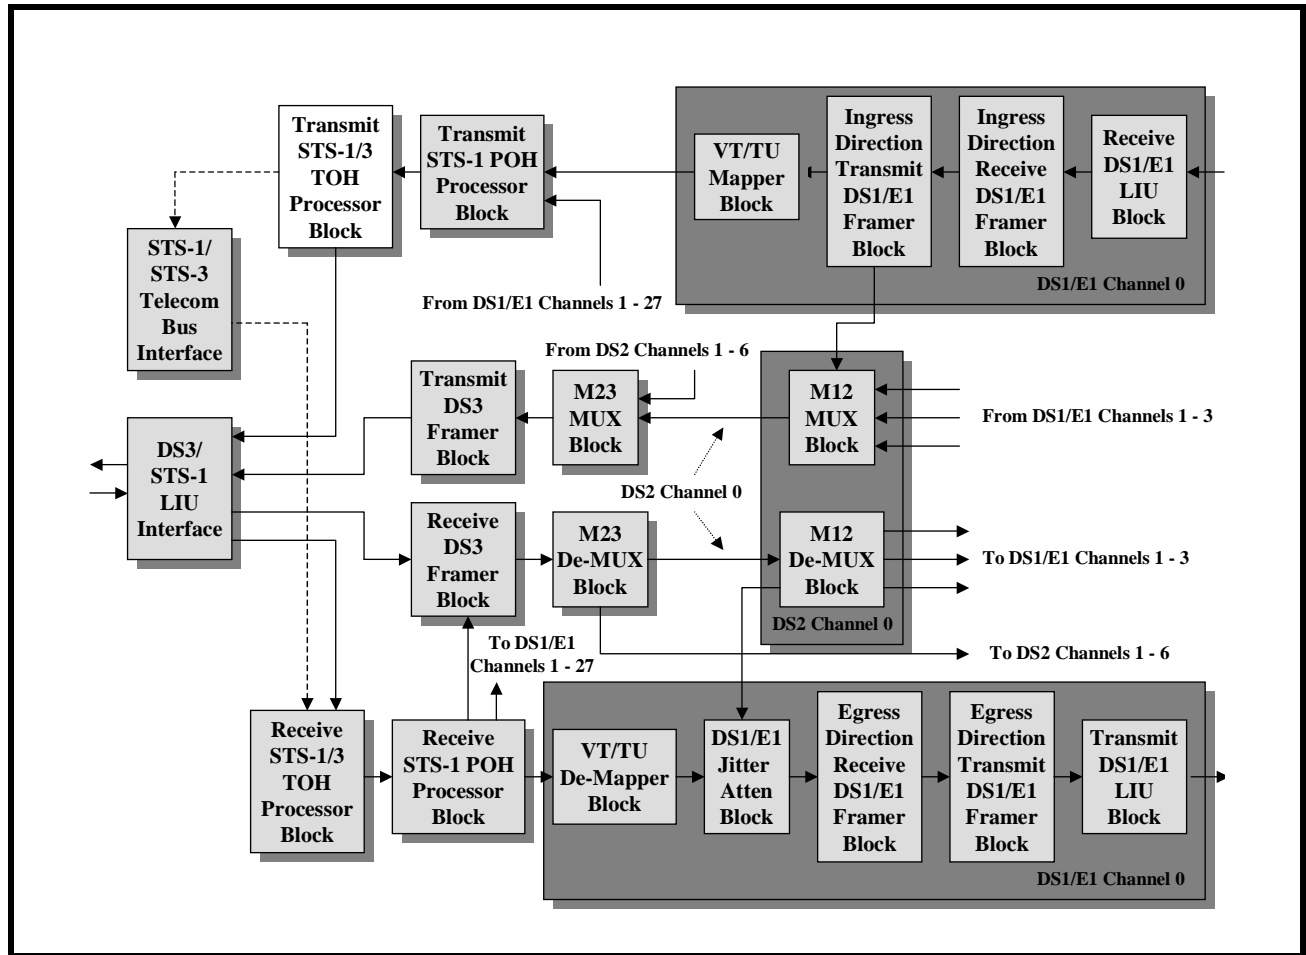 Transmit
STS-1/3
TOH
Processor
Block
Transmit
STS-1 POH
Processor
Block
VT/TU
Mapper
Block
Ingress
Direction
Transmit
DS1/E1
Framer
Block
Ingress
Direction
Receive
DS1/E1
Framer
Block
Receive
DS1/E1
LIU
Block
DS1/E1 Channel 0
STS-1/
STS-3
Telecom
Bus
Interface
From DS1/E1 Channels 1 - 27
From DS2 Channels 1 - 6
Transmit
DS3
Framer
Block
M23
MUX
Block
M12
MUX
Block
From DS1/E1 Channels 1 - 3
DS3/
STS-1
LIU
Interface
DS2 Channel 0
Receive
DS3
Framer
Block
M23
De-MUX
Block
M12
De-MUX
Block
To DS1/E1 Channels 1 - 3
DS2 Channel 0
To DS1/E1
Channels 1 - 27
To DS2 Channels 1 - 6
Receive
STS-1/3
TOH
Processor
Block
Receive
STS-1 POH
Processor
Block
VT/TU
De-Mapper
Block
DS1/E1
Jitter
Atten
Block
Egress
Direction
Receive
DS1/E1
Framer
Block
Egress
Direction
Transmit
DS1/E1
Framer
Block
Transmit
DS1/E1
LIU
Block
DS1/E1 Channel 0